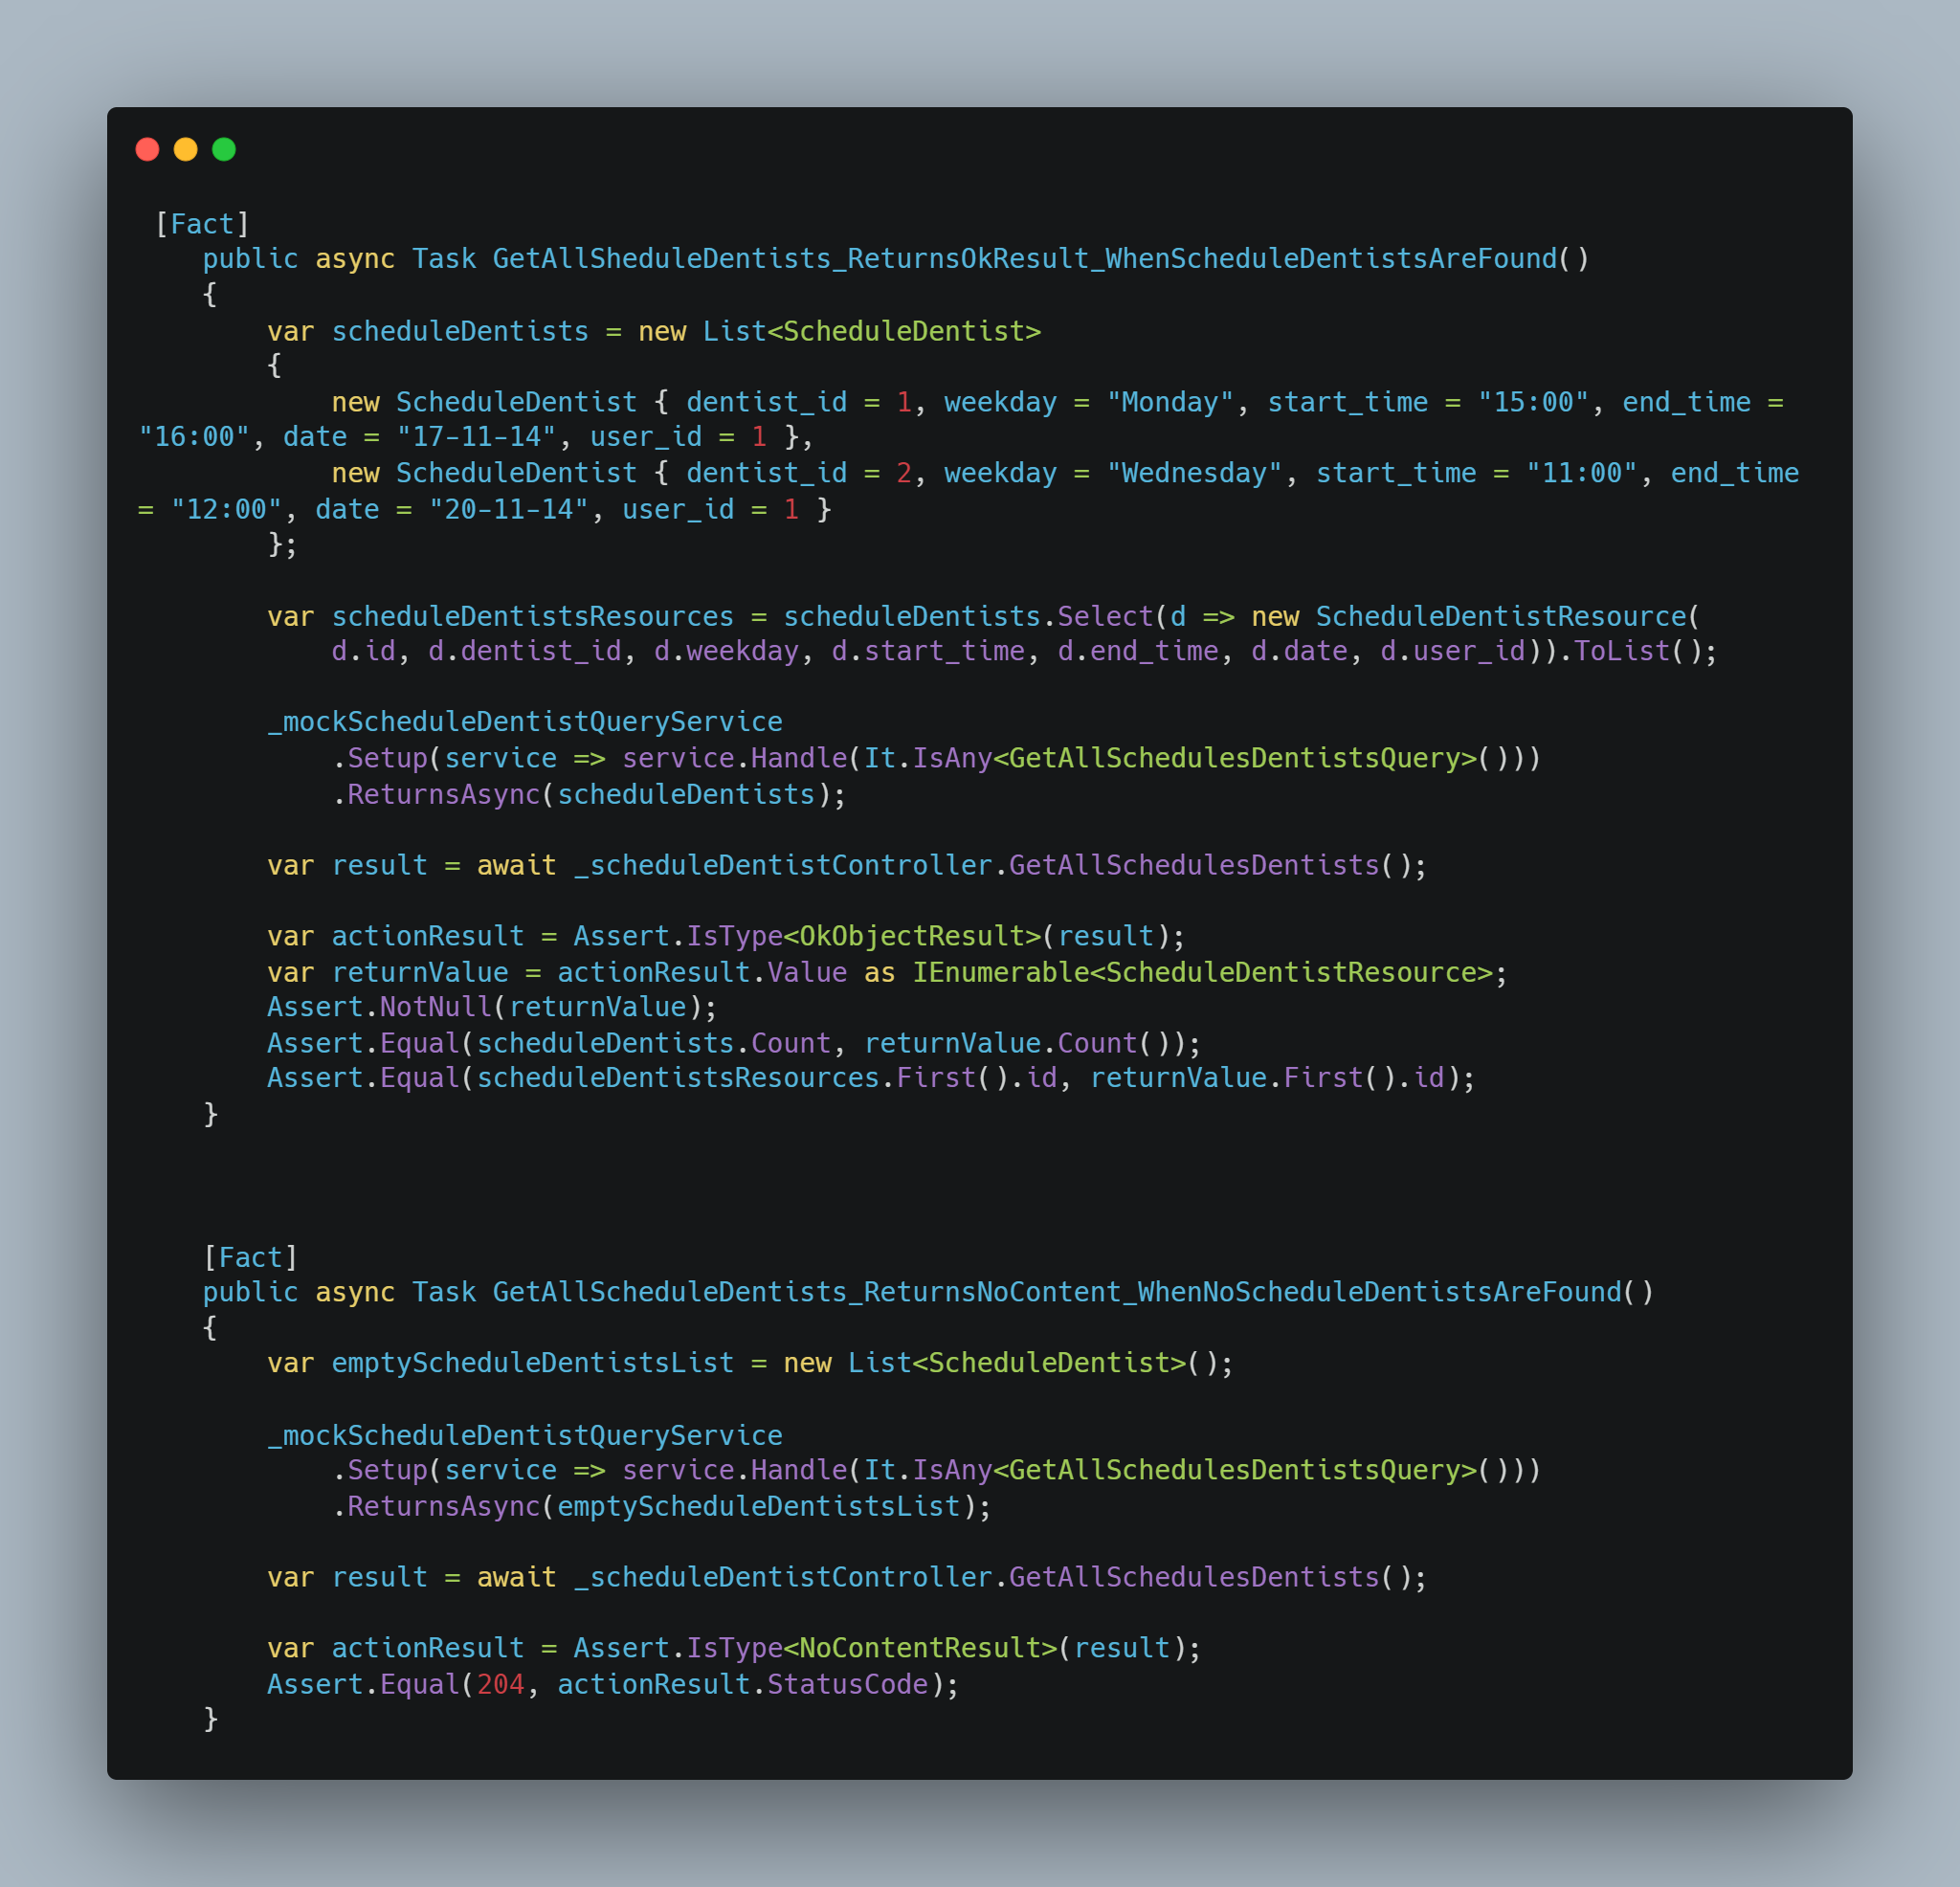 [Fact]
public async Task GetAllSheduleDentists_ReturnsOkResult_WhenScheduleDentistsAreFound()
{
var scheduleDentists = new List<ScheduleDentist>
{
new ScheduleDentist { dentist_id = 1, weekday = "Monday", start_time = "15:00", end_time =
"16:00", date = "17-11-14", user_id = 1 },
new ScheduleDentist { dentist_id = 2, weekday = "Wednesday", start_time = "11:00", end_time
= "12:00", date = "20-11-14", user_id = 1 }
};
var scheduleDentistsResources = scheduleDentists.Select(d => new ScheduleDentistResource(
d.id, d.dentist_id, d.weekday, d.start_time, d.end_time, d.date, d.user_id)).ToList();
_mockScheduleDentistQueryService
.Setup(service => service.Handle(It.IsAny<GetAllSchedulesDentistsQuery>()))
.ReturnsAsync(scheduleDentists);
var result = await _scheduleDentistController.GetAllSchedulesDentists();
var actionResult = Assert.IsType<OkObjectResult>(result);
var returnValue = actionResult.Value as IEnumerable<ScheduleDentistResource>;
Assert.NotNull(returnValue);
Assert.Equal(scheduleDentists.Count, returnValue.Count());
Assert.Equal(scheduleDentistsResources.First().id, returnValue.First().id);
}
[Fact]
public async Task GetAllScheduleDentists_ReturnsNoContent_WhenNoScheduleDentistsAreFound()
{
var emptyScheduleDentistsList = new List<ScheduleDentist>();
_mockScheduleDentistQueryService
.Setup(service => service.Handle(It.IsAny<GetAllSchedulesDentistsQuery>()))
.ReturnsAsync(emptyScheduleDentistsList);
var result = await _scheduleDentistController.GetAllSchedulesDentists();
var actionResult = Assert.IsType<NoContentResult>(result);
Assert.Equal(204, actionResult.StatusCode);
}